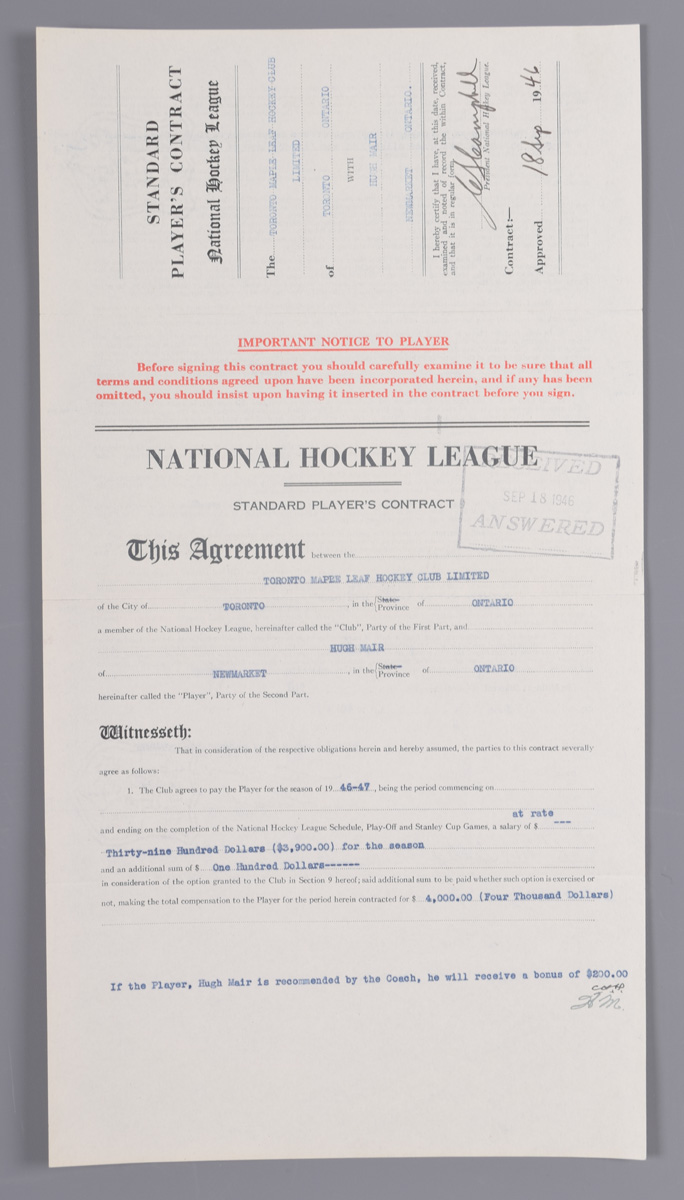 STANDARD
PLAYER'S CONTRACT
National Hockey League
The TORONTO MAPLE LEAF HOCKEY CLUB
LIMITED
of TORONTO ONTARIO
WITH
HUGH MAIR
NEWMARKET ONTARIO.
I hereby certify that I have, at this date, received,
examined and noted of record the within Contract,
and that it is in regular form.
President National Hockey League.
Contract:—
Approved 18 Sep 1946
IMPORTANT NOTICE TO PLAYER
Before signing this contract you should carefully examine it to be sure that all
terms and conditions agreed upon have been incorporated herein, and if any has been
omitted, you should insist upon having it inserted in the contract before you sign.
NATIONAL HOCKEY LEAGUE
RECEIVED
SEP 18 1946
ANSWERED
STANDARD PLAYER'S CONTRACT
This Agreement between the
TORONTO MAPLE LEAF HOCKEY CLUB LIMITED
of the City of TORONTO, in the State Province of ONTARIO
a member of the National Hockey League, hereinafter called the "Club", Party of the First Part, and
HUGH MAIR
of NEWMARKET, in the State Province of ONTARIO
hereinafter called the "Player", Party of the Second Part.
Witnesseth:
That in consideration of the respective obligations herein and hereby assumed, the parties to this contract severally
agree as follows:
1. The Club agrees to pay the Player for the season of 1946-47, being the period commencing on
at rate
and ending on the completion of the National Hockey League Schedule, Play-Off and Stanley Cup Games, a salary of $ ---
Thirty-nine Hundred Dollars ($3,900.00) for the season
and an additional sum of $ One Hundred Dollars------
in consideration of the option granted to the Club in Section 9 hereof; said additional sum to be paid whether such option is exercised or
not, making the total compensation to the Player for the period herein contracted for $ 4,000.00 (Four Thousand Dollars)
If the Player, Hugh Mair is recommended by the Coach, he will receive a bonus of $200.00
H.M.